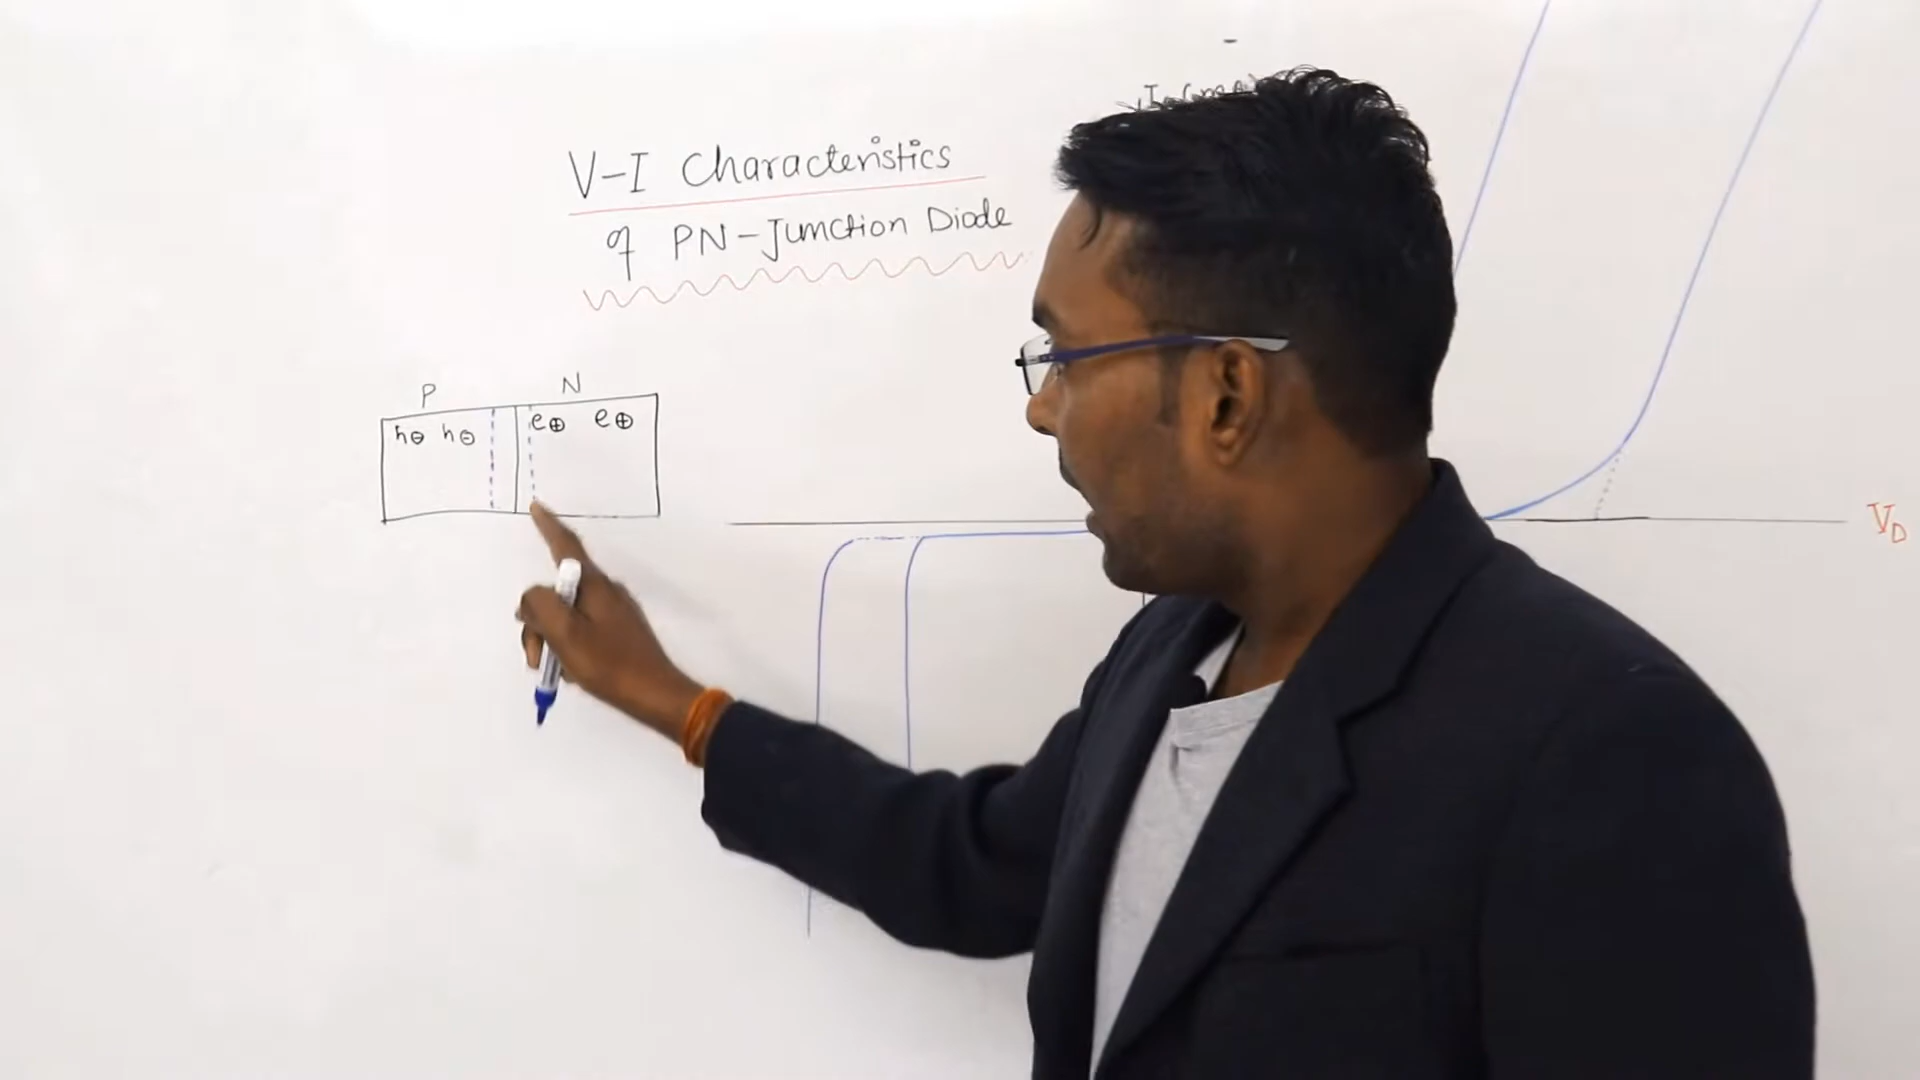 V-I Characteristics
of PN-Junction Diode
P N
h⊖ h⊖ e⊕ e⊕
V_D